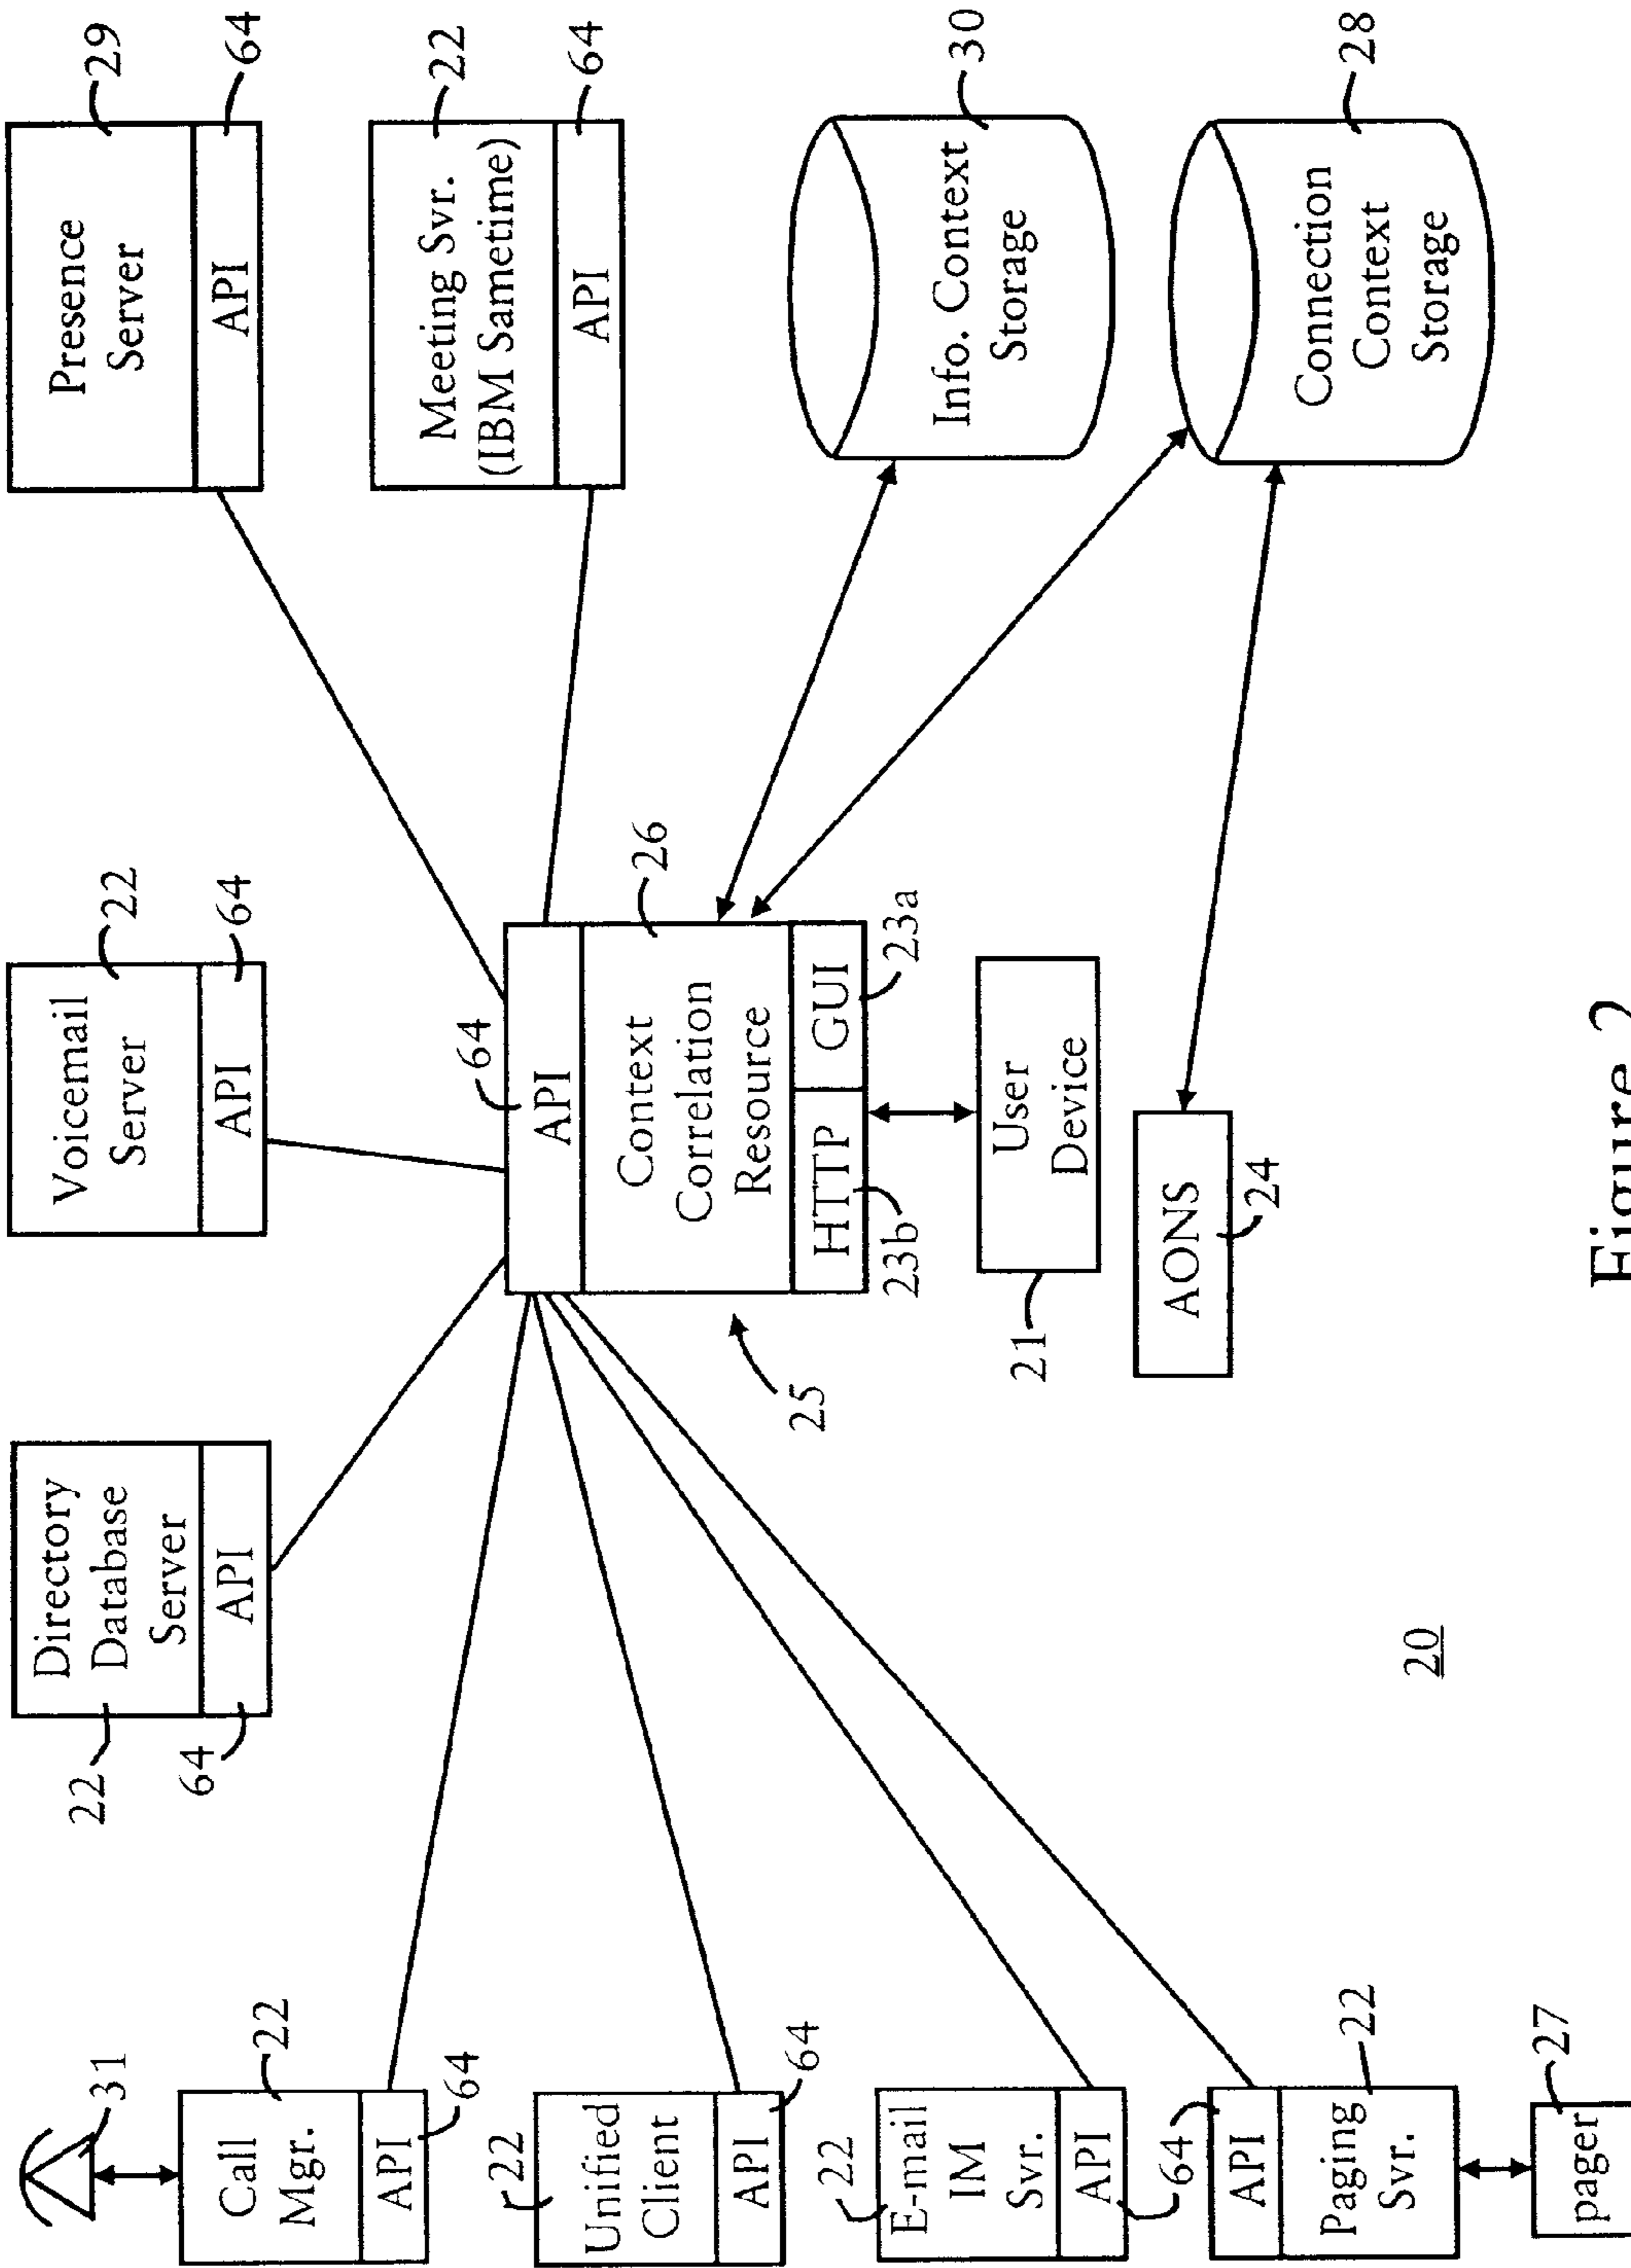 31
Call
Mgr.
22
API
64
22
Unified
Client
API
64
22
E-mail
IM
Svr.
API
64
API
Paging
Svr.
22
pager
27
22
Directory
Database
Server
API
64
Voicemail
Server
22
API
64
Presence
Server
29
API
64
Meeting Svr.
(IBM Sametime)
22
API
64
64
API
Context
Correlation
Resource
26
HTTP
GUI
23b
23a
25
User
Device
21
AONS
24
Info. Context
Storage
30
Connection
Context
Storage
28
20
Figure 2